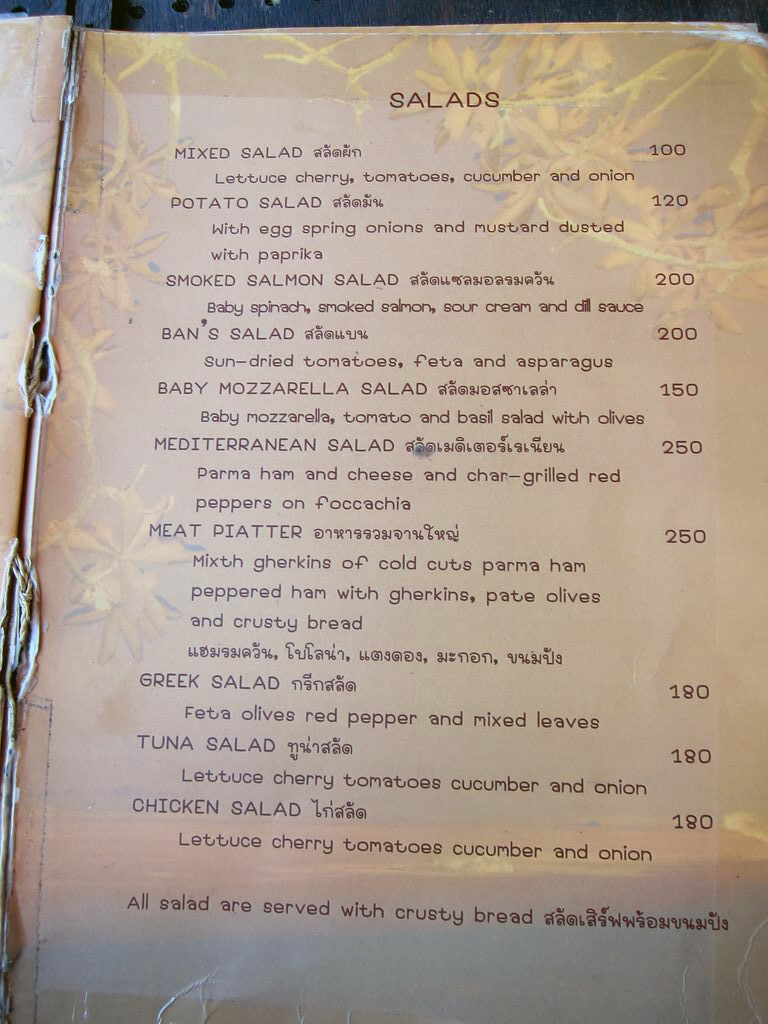 SALADS
MIXED SALAD สลัดผัก 100
Lettuce cherry, tomatoes, cucumber and onion
POTATO SALAD สลัดมัน 120
With egg spring onions and mustard dusted
with paprika
SMOKED SALMON SALAD สลัดแซลมอลรมควัน 200
Baby spinach, smoked salmon, sour cream and dill sauce
BAN'S SALAD สลัดแบน 200
Sun-dried tomatoes, feta and asparagus
BABY MOZZARELLA SALAD สลัดมอสซาเลล่า 150
Baby mozzarella, tomato and basil salad with olives
MEDITERRANEAN SALAD สลัดเมดิเตอร์เรเนียน 250
Parma ham and cheese and char-grilled red
peppers on foccachia
MEAT PIATTER อาหารรวมจานใหญ่ 250
Mixth gherkins of cold cuts parma ham
peppered ham with gherkins, pate olives
and crusty bread
แฮมรมควัน, โบโลน่า, แตงดอง, มะกอก, ขนมปัง
GREEK SALAD กรีกสลัด 180
Feta olives red pepper and mixed leaves
TUNA SALAD ทูน่าสลัด 180
Lettuce cherry tomatoes cucumber and onion
CHICKEN SALAD ไก่สลัด 180
Lettuce cherry tomatoes cucumber and onion
All salad are served with crusty bread สลัดเสิร์ฟพร้อมขนมปัง